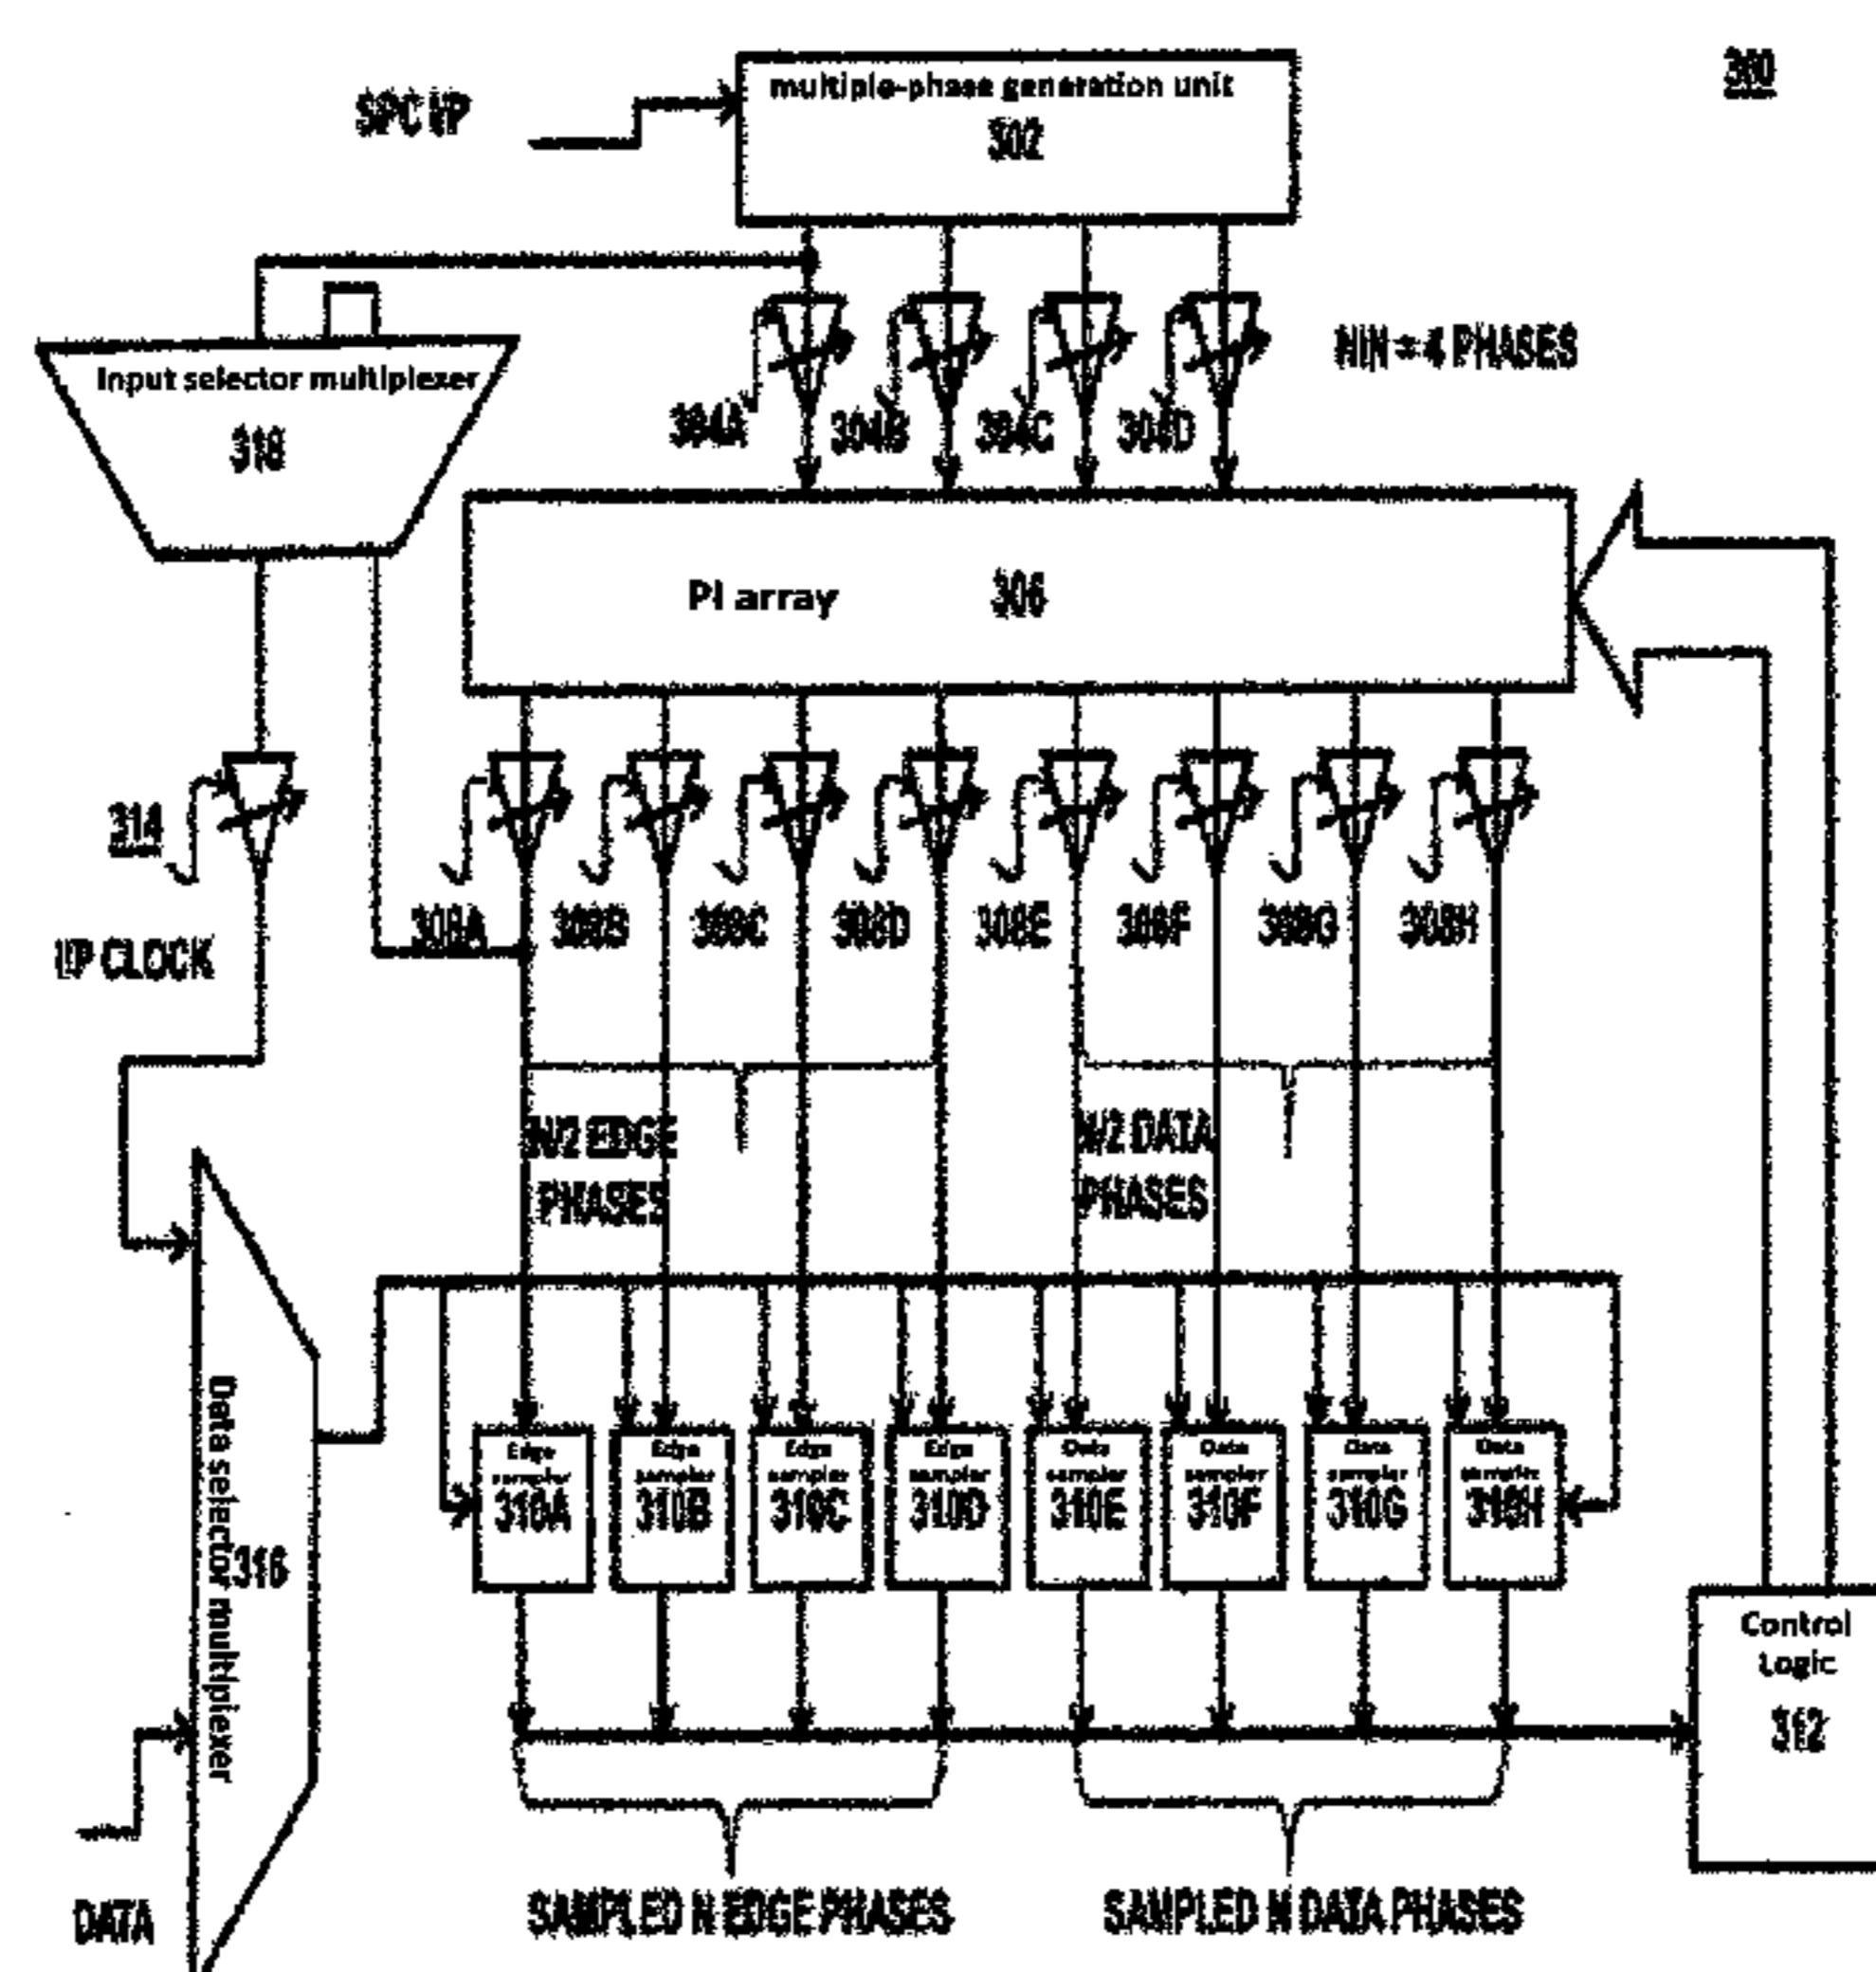 300
SPC I/P
multiple-phase generation unit
302
NIN = 4 PHASES
Input selector multiplexer
318
304A 304B 304C 304D
PI array 306
314
308A 308B 308C 308D 308E 308F 308G 308H
I/P CLOCK
N/2 EDGE
PHASES
N/2 DATA
PHASES
Data selector multiplexer
316
Edge
sampler
310A
Edge
sampler
310B
Edge
sampler
310C
Edge
sampler
310D
Data
sampler
310E
Data
sampler
310F
Data
sampler
310G
Data
sampler
310H
Control
Logic
312
DATA
SAMPLED N EDGE PHASES
SAMPLED N DATA PHASES